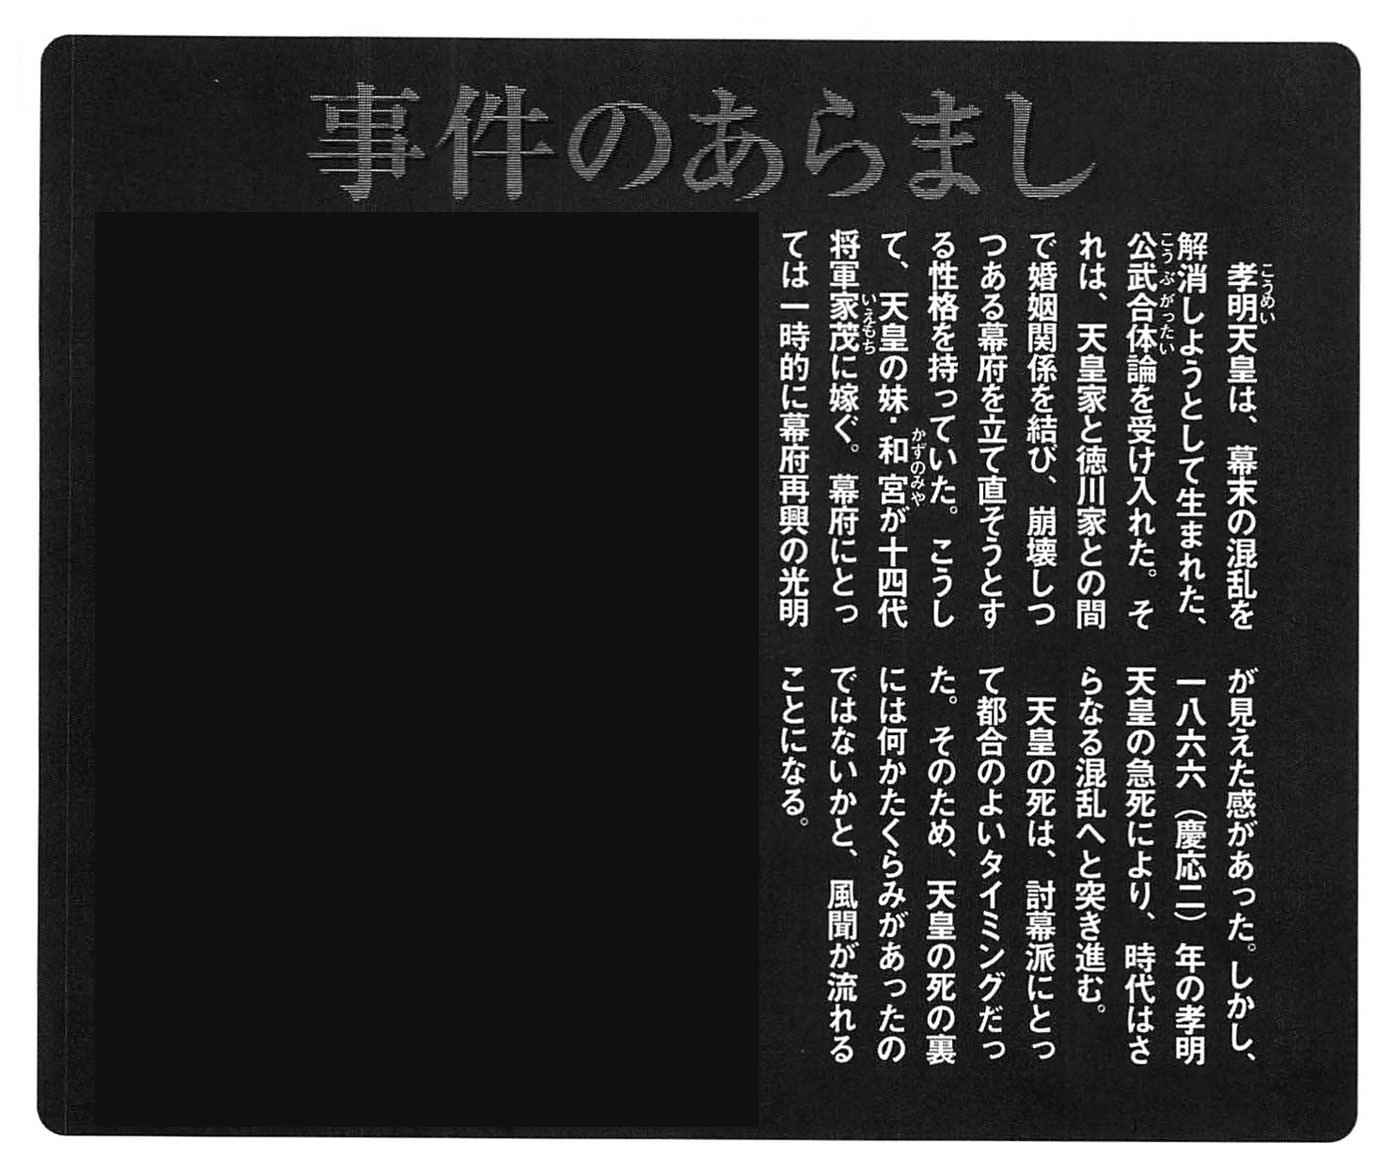 事件のあらまし
孝明天皇は、幕末の混乱を
解消しようとして生まれた、
公武合体論を受け入れた。そ
れは、天皇家と徳川家との間
で婚姻関係を結び、崩壊しつ
つある幕府を立て直そうとす
る性格を持っていた。こうし
て、天皇の妹・和宮が十四代
将軍家茂に嫁ぐ。幕府にとっ
ては一時的に幕府再興の光明
が見えた感があった。しかし、
一八六六（慶応二）年の孝明
天皇の急死により、時代はさ
らなる混乱へと突き進む。
天皇の死は、討幕派にとっ
て都合のよいタイミングだっ
た。そのため、天皇の死の裏
には何かたくらみがあったの
ではないかと、風聞が流れる
ことになる。
こうめい
こうぶがったい
かずのみや
いえもち